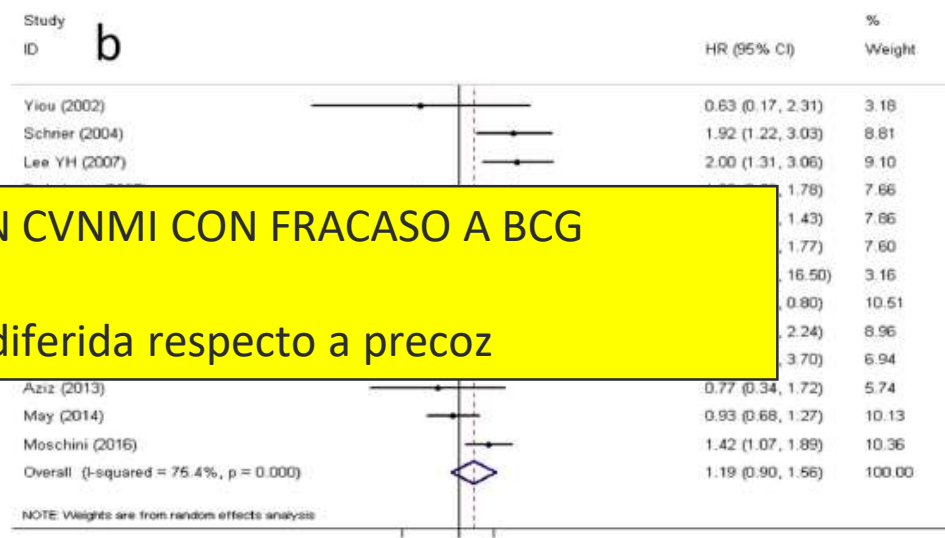 Study %
ID b HR (95% CI) Weight
Yiou (2002) 0.63 (0.17, 2.31) 3.18
Schrier (2004) 1.92 (1.22, 3.03) 8.81
Lee YH (2007) 2.00 (1.31, 3.06) 9.10
1.78) 7.66
N CVNMI CON FRACASO A BCG
1.43) 7.86
1.77) 7.60
16.50) 3.16
0.80) 10.51
diferida respecto a precoz
2.24) 8.96
3.70) 6.94
Aziz (2013) 0.77 (0.34, 1.72) 5.74
May (2014) 0.93 (0.68, 1.27) 10.13
Moschini (2016) 1.42 (1.07, 1.89) 10.36
Overall (I-squared = 75.4%, p = 0.000) 1.19 (0.90, 1.56) 100.00
NOTE: Weights are from random effects analysis